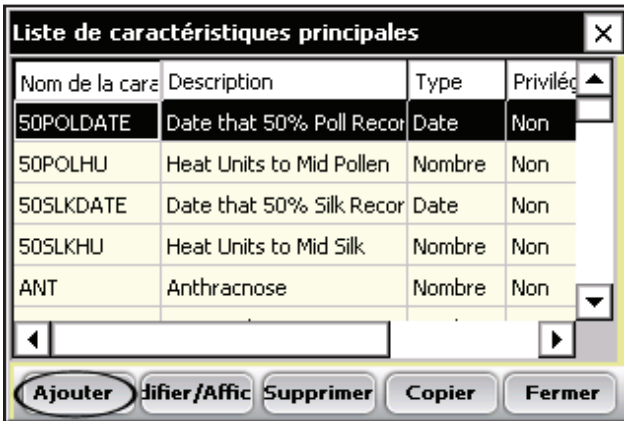 Liste de caractéristiques principales
Nom de la cara Description Type Privilég
50POLDATE Date that 50% Poll Recor Date Non
50POLHU Heat Units to Mid Pollen Nombre Non
50SLKDATE Date that 50% Silk Recor Date Non
50SLKHU Heat Units to Mid Silk Nombre Non
ANT Anthracnose Nombre Non
Ajouter difier/Affic Supprimer Copier Fermer